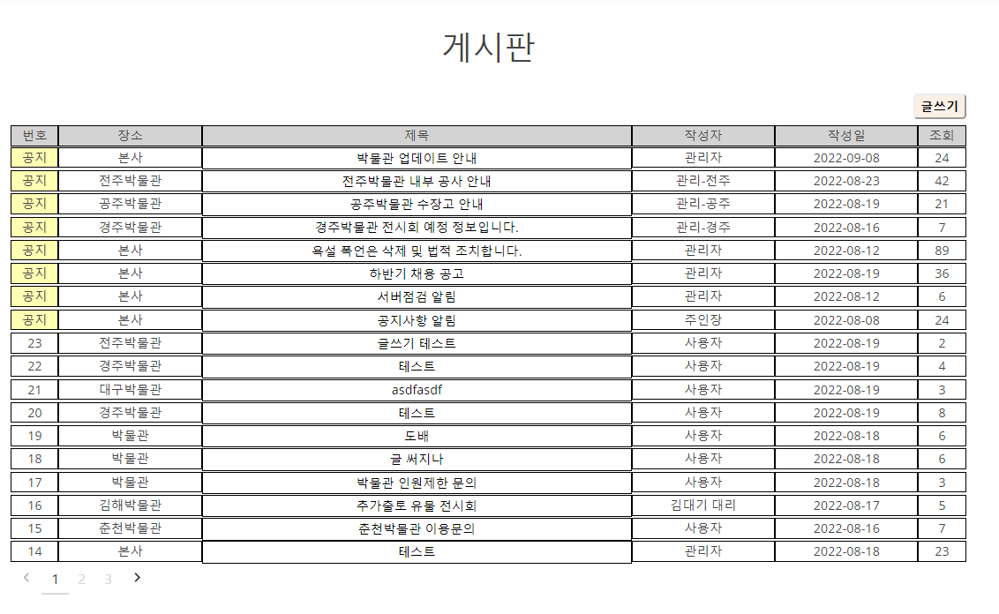 게시판
글쓰기
번호 장소 제목 작성자 작성일 조회
공지 본사 박물관 업데이트 안내 관리자 2022-09-08 24
공지 전주박물관 전주박물관 내부 공사 안내 관리-전주 2022-08-23 42
공지 공주박물관 공주박물관 수장고 안내 관리-공주 2022-08-19 21
공지 경주박물관 경주박물관 전시회 예정 정보입니다. 관리-경주 2022-08-16 7
공지 본사 욕설 폭언은 삭제 및 법적 조치합니다. 관리자 2022-08-12 89
공지 본사 하반기 채용 공고 관리자 2022-08-19 36
공지 본사 서버점검 알림 관리자 2022-08-12 6
공지 본사 공지사항 알림 주인장 2022-08-08 24
23 전주박물관 글쓰기 테스트 사용자 2022-08-19 2
22 경주박물관 테스트 사용자 2022-08-19 4
21 대구박물관 asdfasdf 사용자 2022-08-19 3
20 경주박물관 테스트 사용자 2022-08-19 8
19 박물관 도배 사용자 2022-08-18 6
18 박물관 글 써지나 사용자 2022-08-18 6
17 박물관 박물관 인원제한 문의 사용자 2022-08-18 3
16 김해박물관 추가출토 유물 전시회 김대기 대리 2022-08-17 5
15 춘천박물관 춘천박물관 이용문의 사용자 2022-08-16 7
14 본사 테스트 관리자 2022-08-18 23
1 2 3